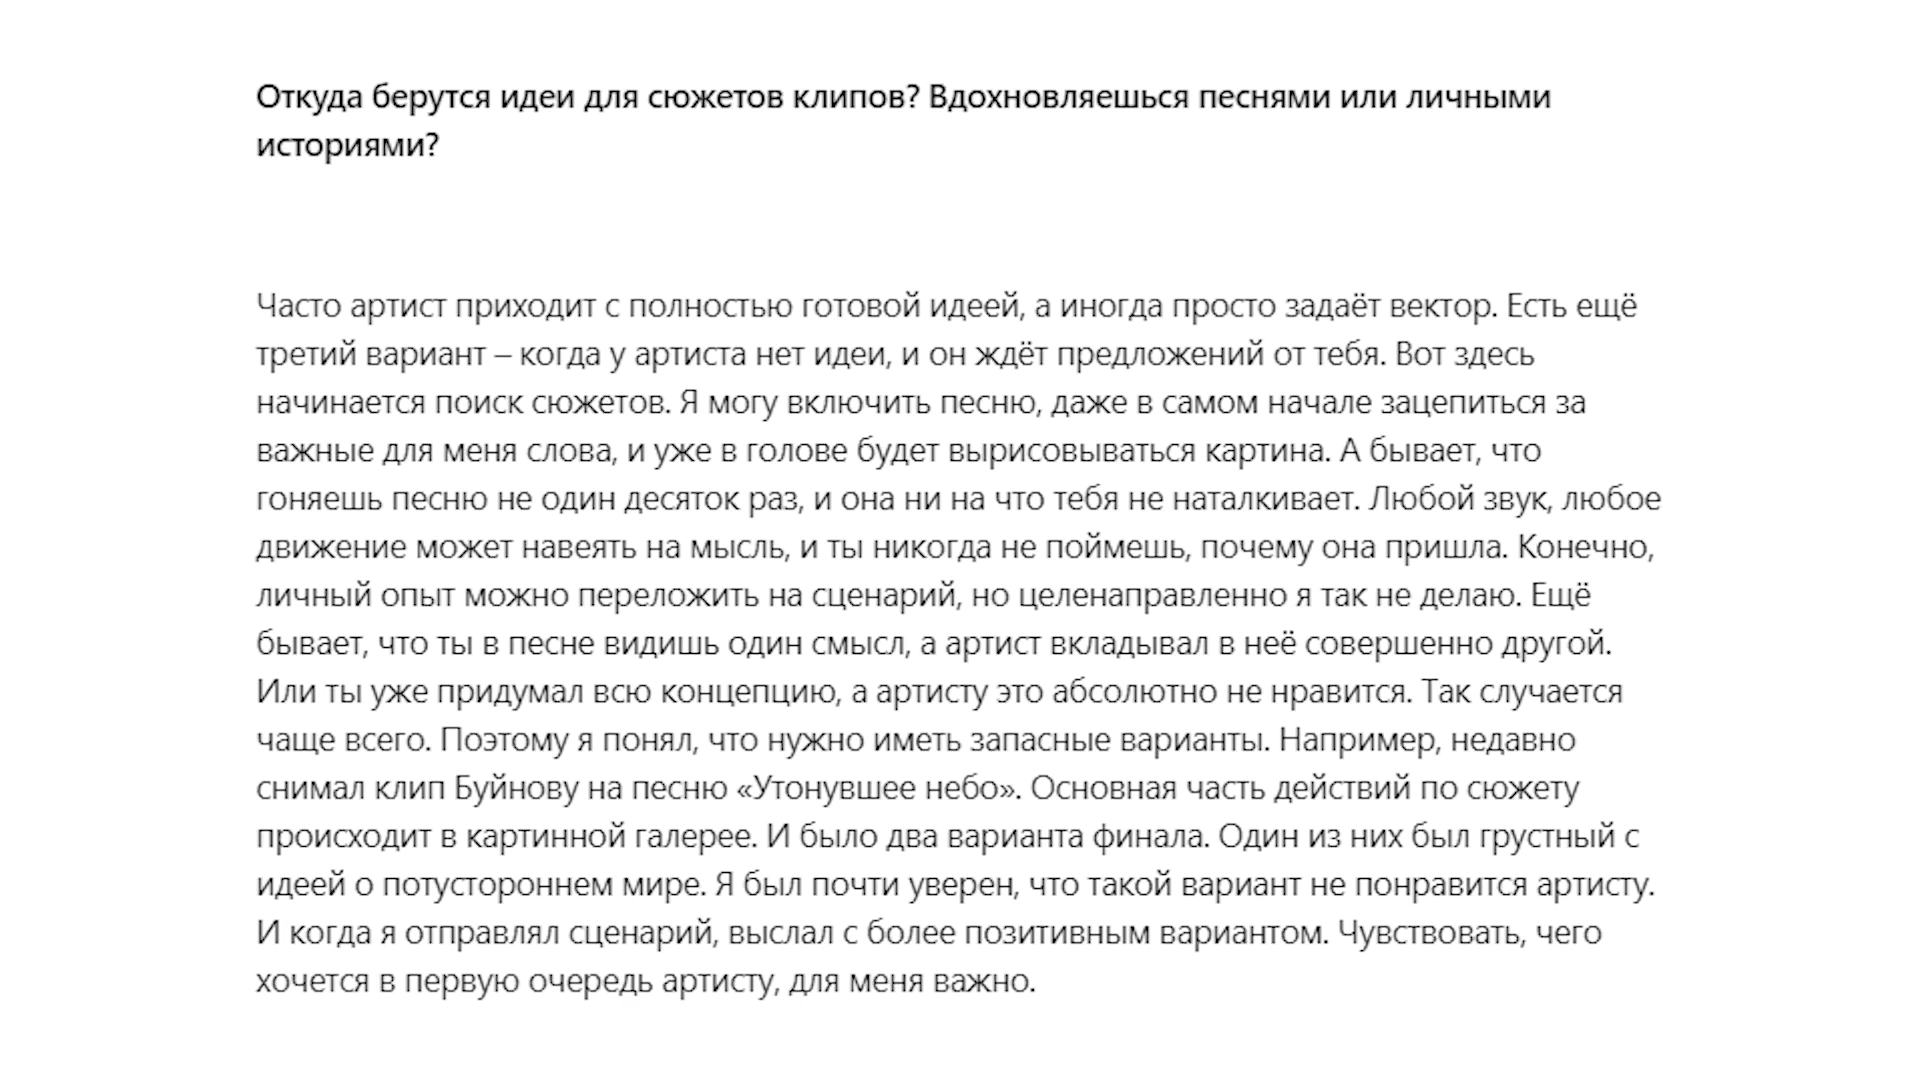 Откуда берутся идеи для сюжетов клипов? Вдохновляешься песнями или личными
историями?
Часто артист приходит с полностью готовой идеей, а иногда просто задаёт вектор. Есть ещё
третий вариант – когда у артиста нет идеи, и он ждёт предложений от тебя. Вот здесь
начинается поиск сюжетов. Я могу включить песню, даже в самом начале зацепиться за
важные для меня слова, и уже в голове будет вырисовываться картина. А бывает, что
гоняешь песню не один десяток раз, и она ни на что тебя не наталкивает. Любой звук, любое
движение может навеять на мысль, и ты никогда не поймешь, почему она пришла. Конечно,
личный опыт можно переложить на сценарий, но целенаправленно я так не делаю. Ещё
бывает, что ты в песне видишь один смысл, а артист вкладывал в неё совершенно другой.
Или ты уже придумал всю концепцию, а артисту это абсолютно не нравится. Так случается
чаще всего. Поэтому я понял, что нужно иметь запасные варианты. Например, недавно
снимал клип Буйнову на песню «Утонувшее небо». Основная часть действий по сюжету
происходит в картинной галерее. И было два варианта финала. Один из них был грустный с
идеей о потустороннем мире. Я был почти уверен, что такой вариант не понравится артисту.
И когда я отправлял сценарий, выслал с более позитивным вариантом. Чувствовать, чего
хочется в первую очередь артисту, для меня важно.